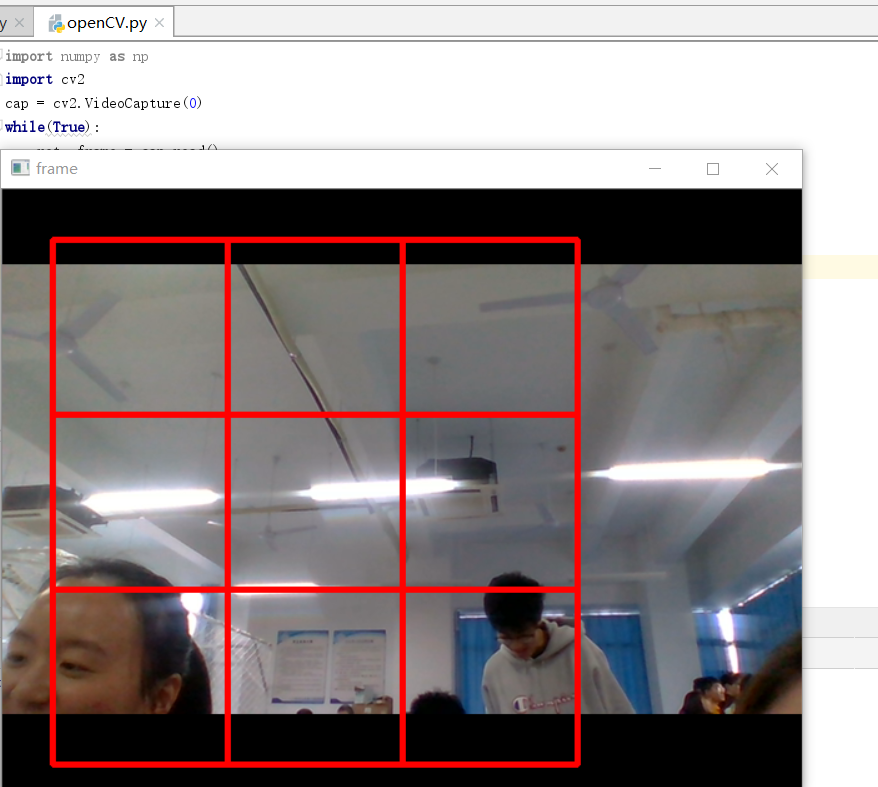 y
openCV.py
import numpy as np
import cv2
cap = cv2.VideoCapture(0)
while(True):
frame